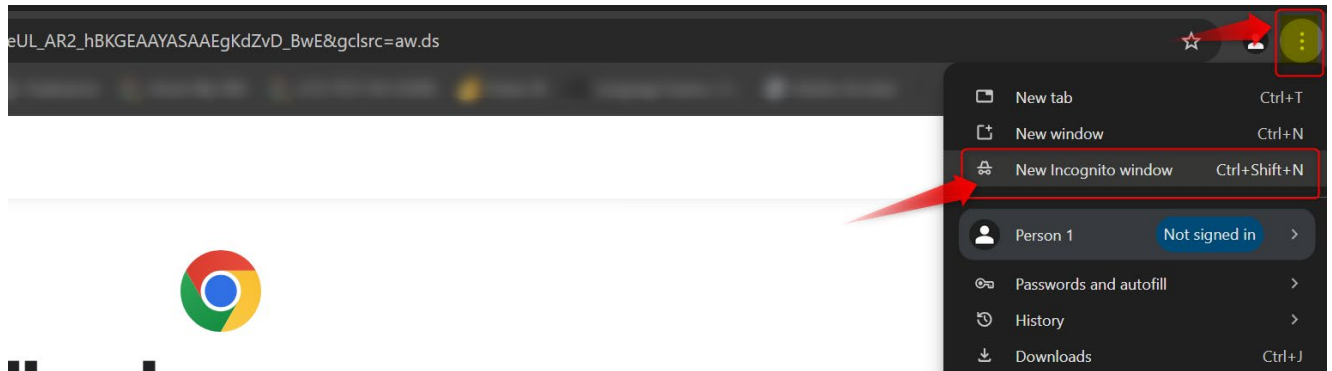 eUL_AR2_hBKGEAAYASAAEgKdZvD_BwE&gclsrc=aw.ds
New tab Ctrl+T
New window Ctrl+N
New Incognito window Ctrl+Shift+N
Person 1 Not signed in
Passwords and autofill
History
Downloads Ctrl+J